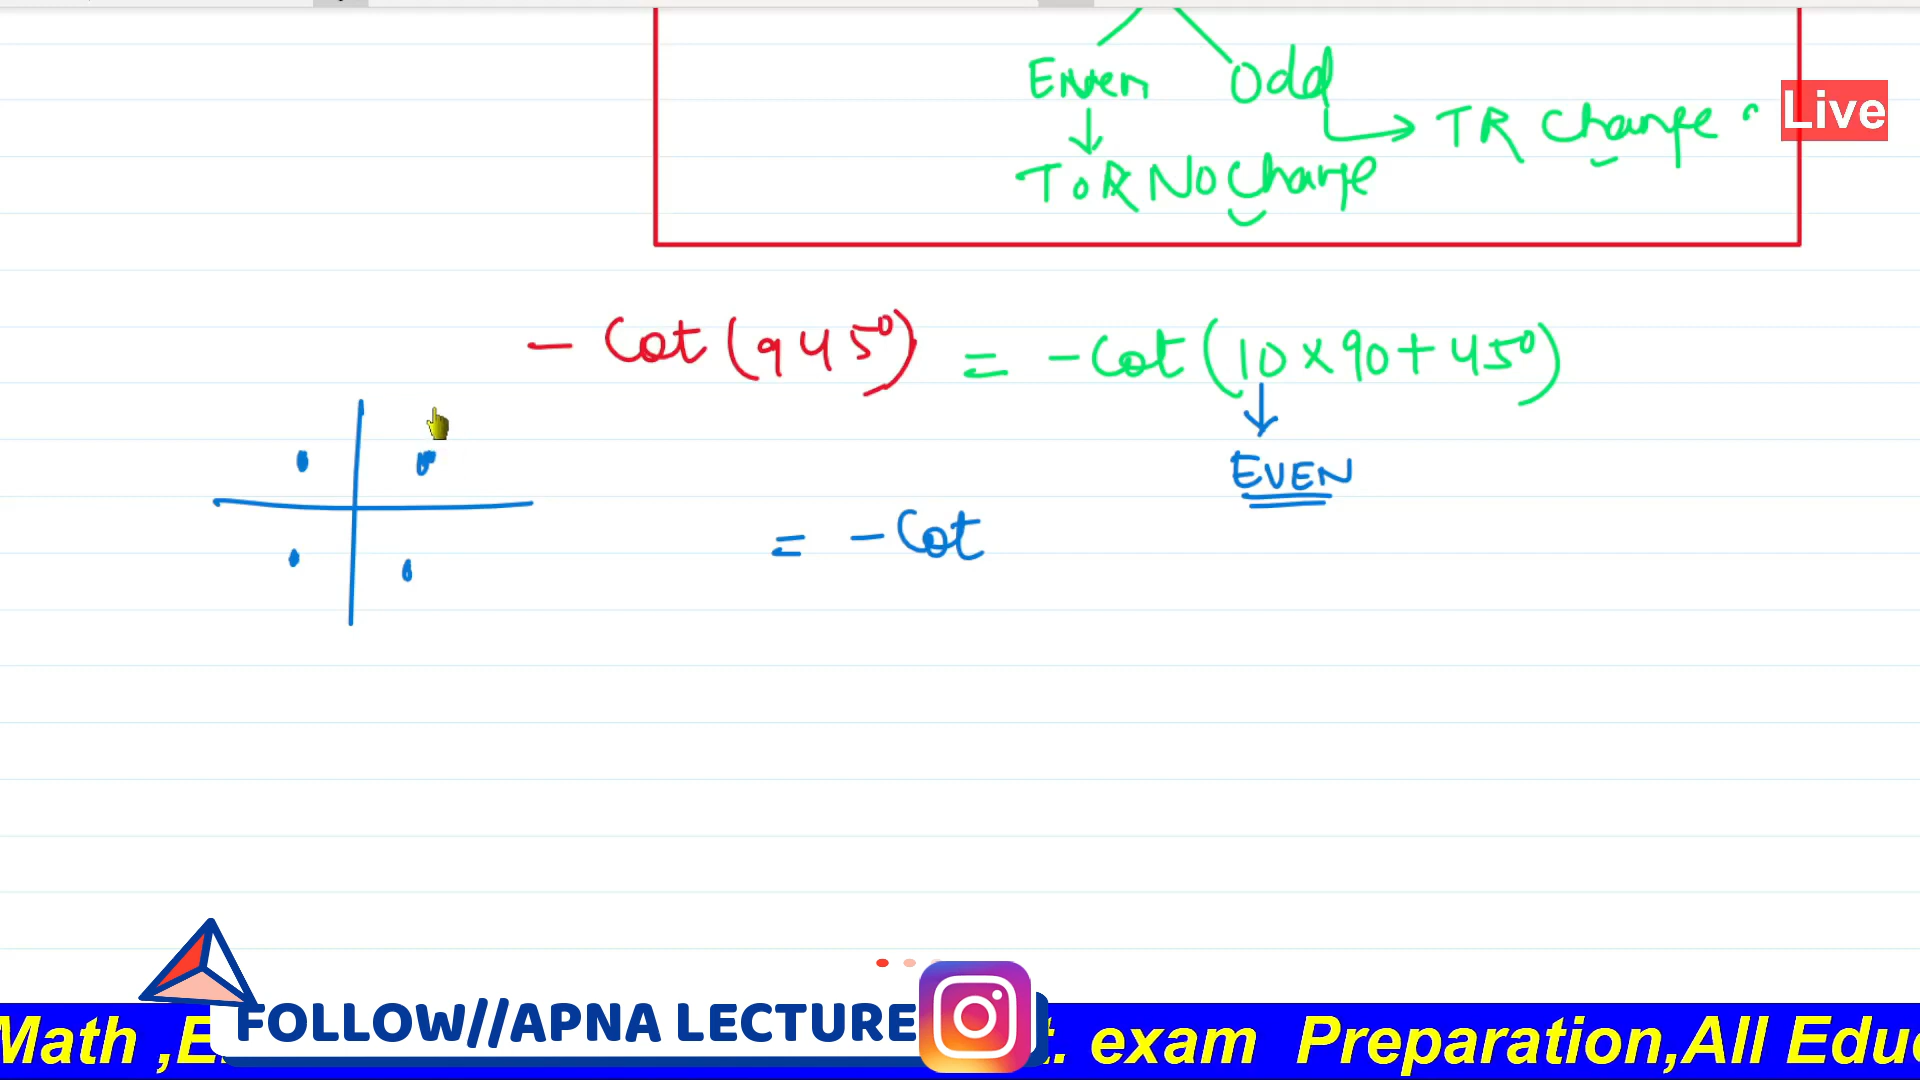 Even Odd
Live
→ TR Change
↓
T o R No Change
- Cot (945°) = - Cot (10 × 90 + 45°)
↓
EVEN
= - Cot
FOLLOW//APNA LECTURE
Math ,E t. exam Preparation,All Educ